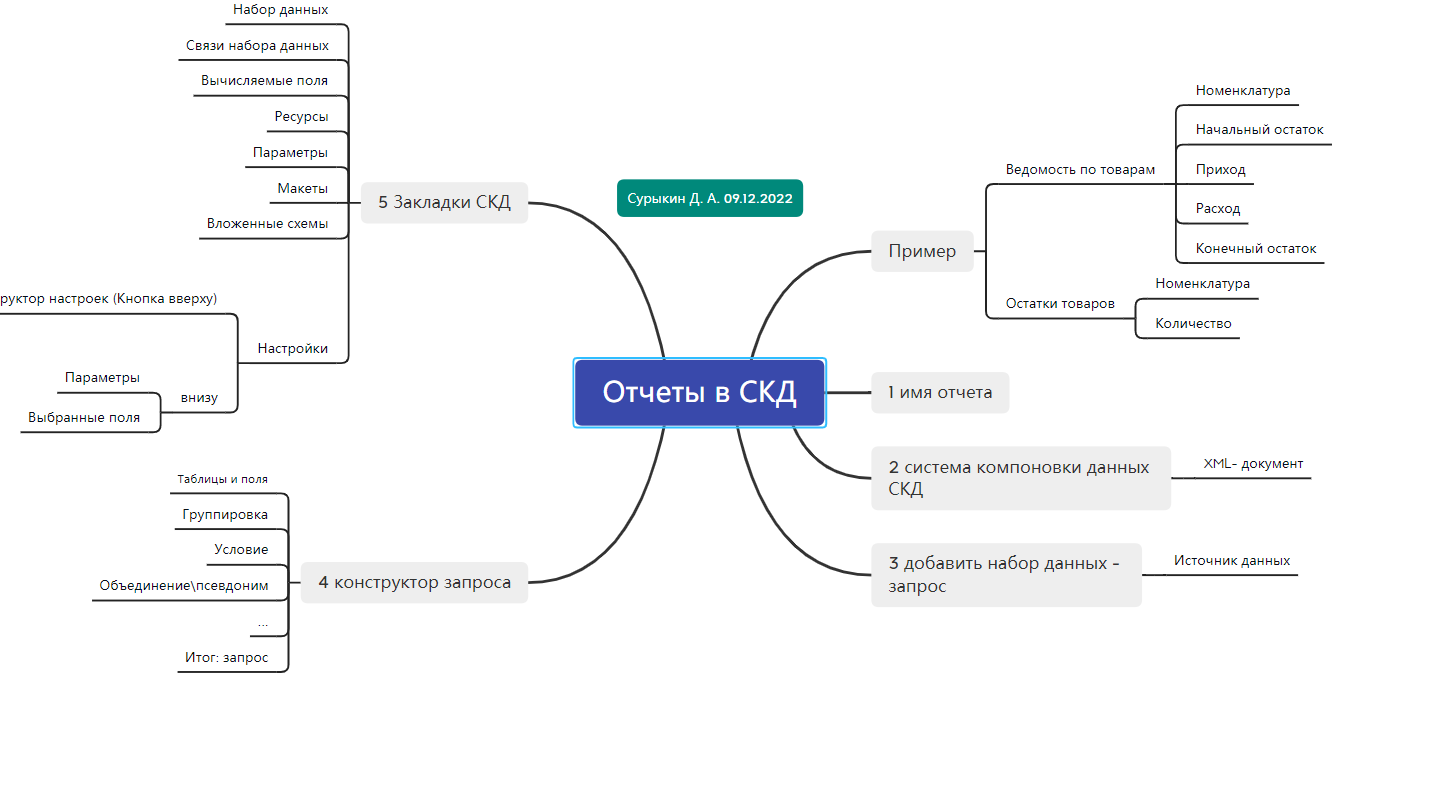 Отчеты в СКД
Сурыкин Д. А. 09.12.2022
Пример
Ведомость по товарам
Номенклатура
Начальный остаток
Приход
Расход
Конечный остаток
Остатки товаров
Номенклатура
Количество
1 имя отчета
2 система компоновки данных
СКД
XML- документ
3 добавить набор данных -
запрос
Источник данных
4 конструктор запроса
Таблицы и поля
Группировка
Условие
Объединение\псевдоним
...
Итог: запрос
5 Закладки СКД
Набор данных
Связи набора данных
Вычисляемые поля
Ресурсы
Параметры
Макеты
Вложенные схемы
Настройки
настроек (Кнопка вверху)
внизу
Параметры
Выбранные поля